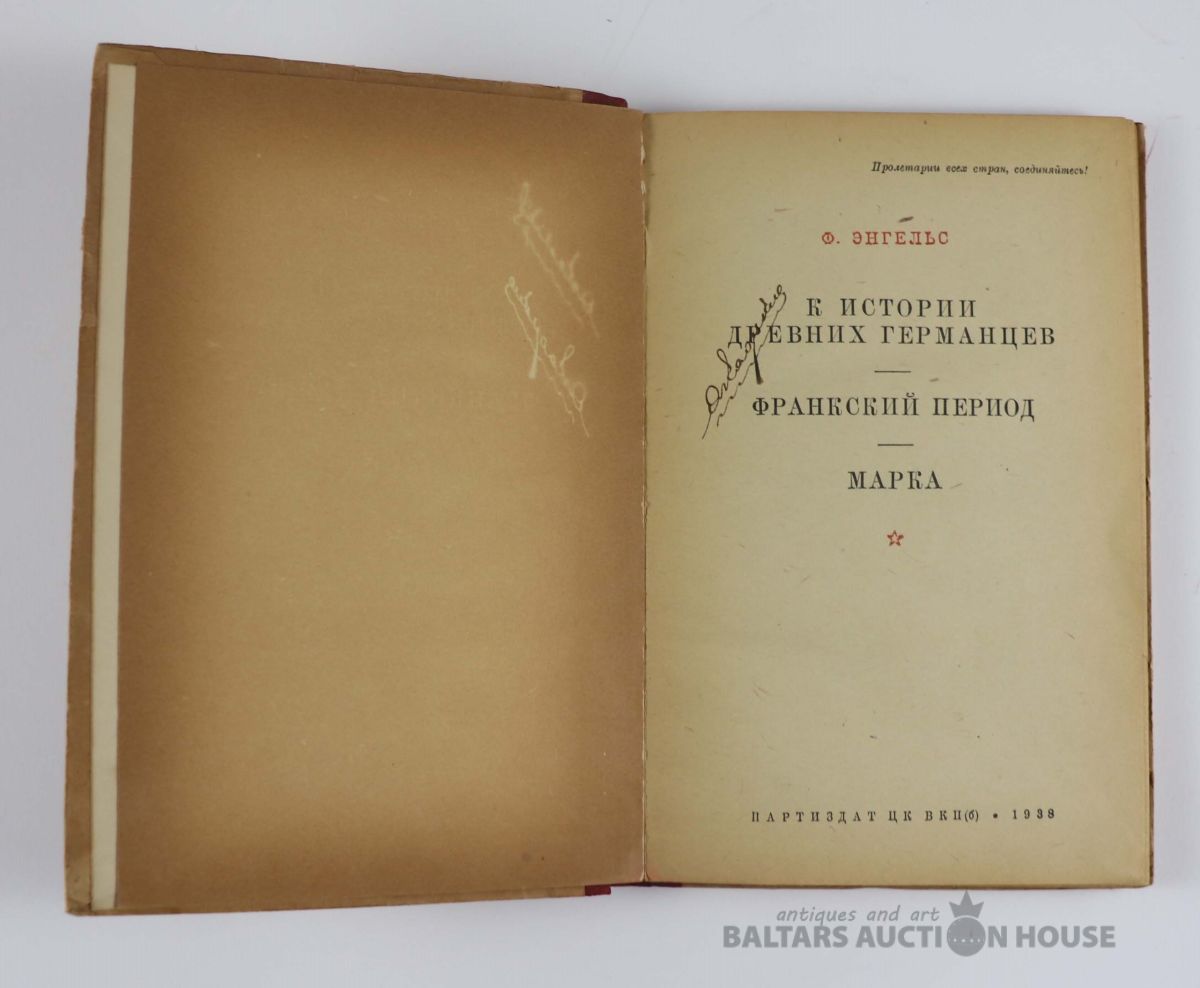 Пролетарии всех стран, соединяйтесь!
Ф. ЭНГЕЛЬС
К ИСТОРИИ
ДРЕВНИХ ГЕРМАНЦЕВ
ФРАНКСКИЙ ПЕРИОД
МАРКА
ПАРТИЗДАТ ЦК ВКП(б) • 1938
antiques and art
BALTARS AUCTION HOUSE